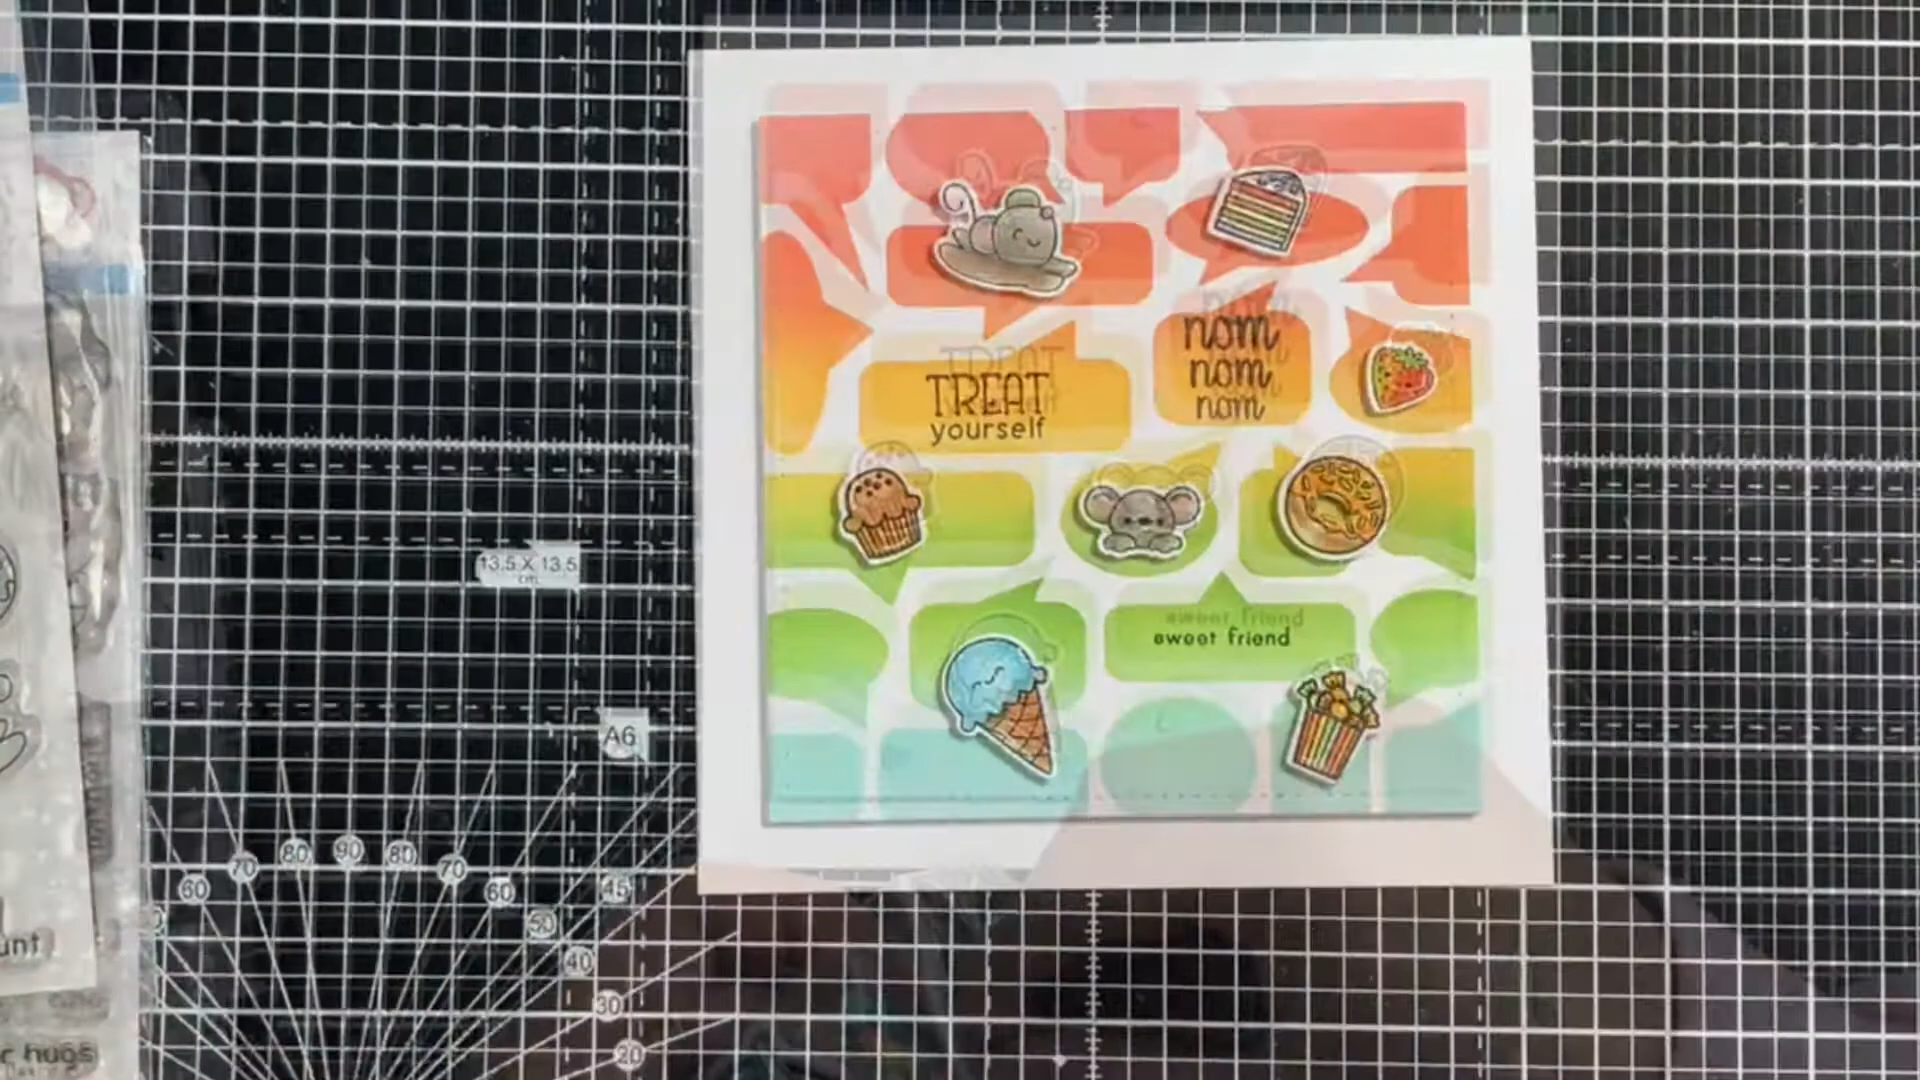 nom
nom
nom
TREAT
yourself
13.5 X 13.5
cm
sweet friend
sweet friend
A6
80
90
80
70
70
60
60
45
50
40
30
20
unt
r hugs